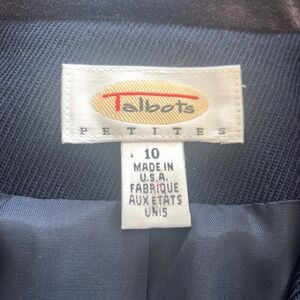 Talbots
PETITES
10
MADE IN
U.S.A.
FABRIQUE
AUX ETATS
UNIS